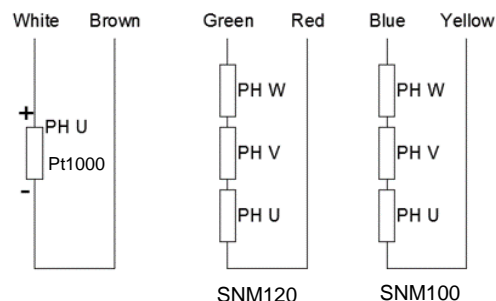 White Brown Green Red Blue Yellow
+
PH U
Pt1000
-
PH W
PH V
PH U
SNM120
PH W
PH V
PH U
SNM100